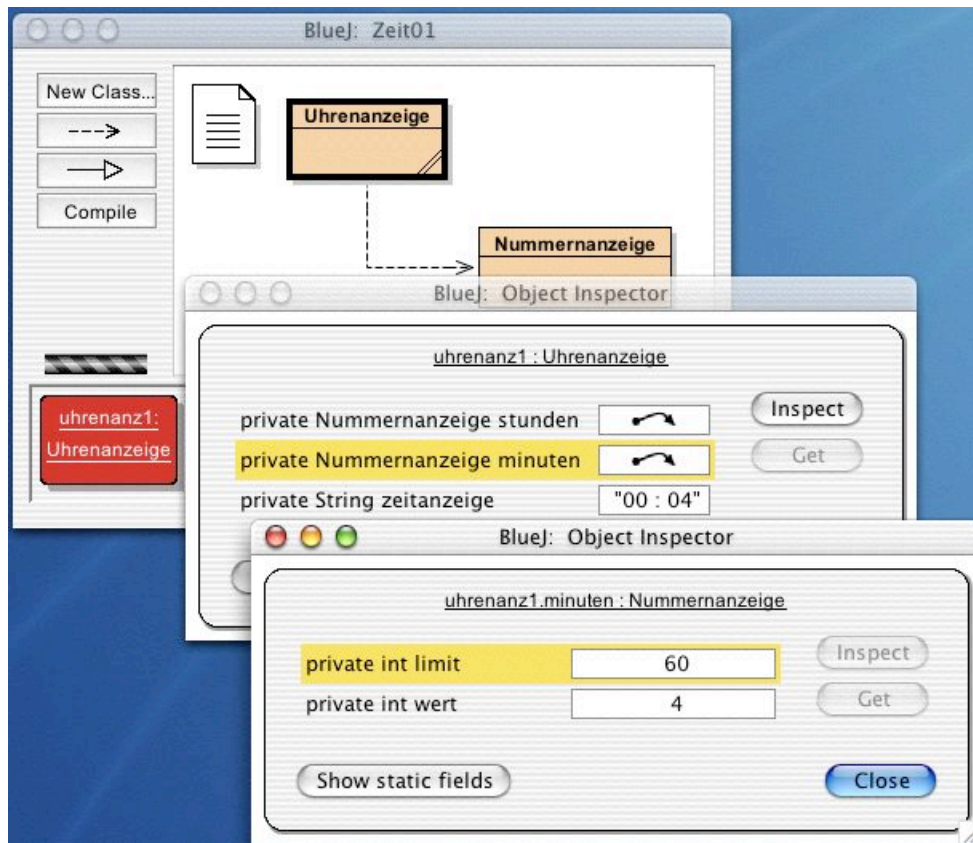 BlueJ: Zeit01
New Class...
Compile
Uhrenanzeige
Nummernanzeige
uhrenanz1:
Uhrenanzeige
BlueJ: Object Inspector
uhrenanz1 : Uhrenanzeige
private Nummernanzeige stunden
Inspect
private Nummernanzeige minuten
Get
private String zeitanzeige "00 : 04"
BlueJ: Object Inspector
uhrenanz1.minuten : Nummernanzeige
private int limit 60
Inspect
private int wert 4
Get
Show static fields
Close